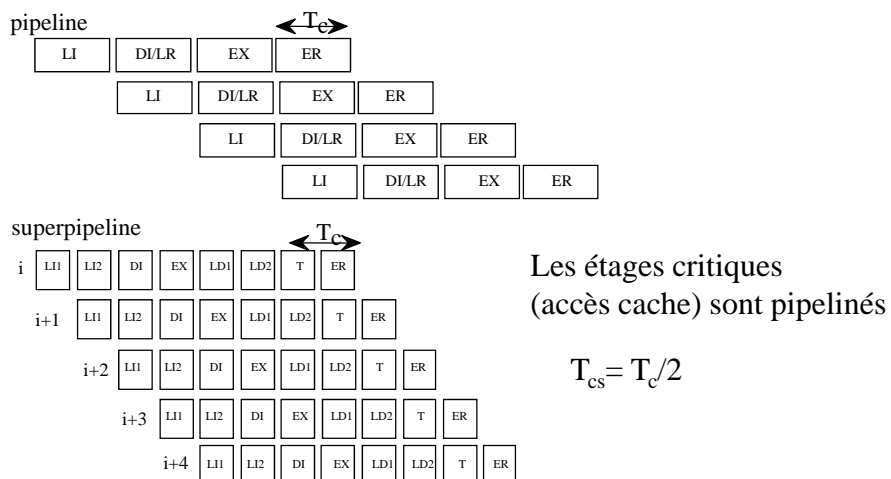 pipeline
Tc
LI DI/LR EX ER
LI DI/LR EX ER
LI DI/LR EX ER
LI DI/LR EX ER
superpipeline
Tc
i LI1 LI2 DI EX LD1 LD2 T ER
i+1 LI1 LI2 DI EX LD1 LD2 T ER
i+2 LI1 LI2 DI EX LD1 LD2 T ER
i+3 LI1 LI2 DI EX LD1 LD2 T ER
i+4 LI1 LI2 DI EX LD1 LD2 T ER
Les étages critiques
(accès cache) sont pipelinés
Tcs= Tc/2